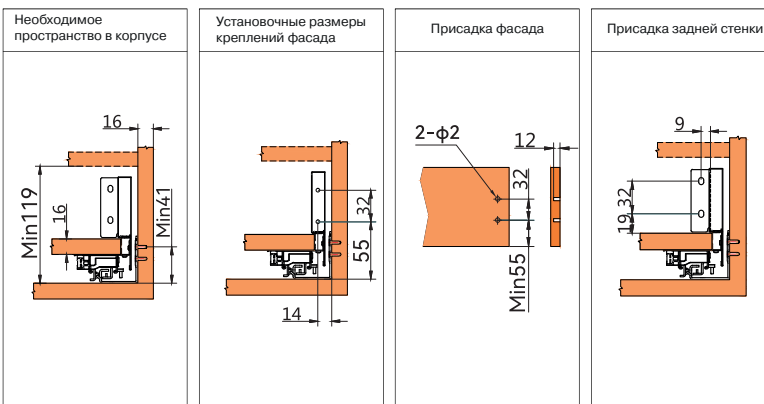 Необходимое
пространство в корпусе
16
Min119
16
Min41
Установочные размеры
креплений фасада
32
55
14
Присадка фасада
2-ф2
12
32
Min55
Присадка задней стенки
9
32
19